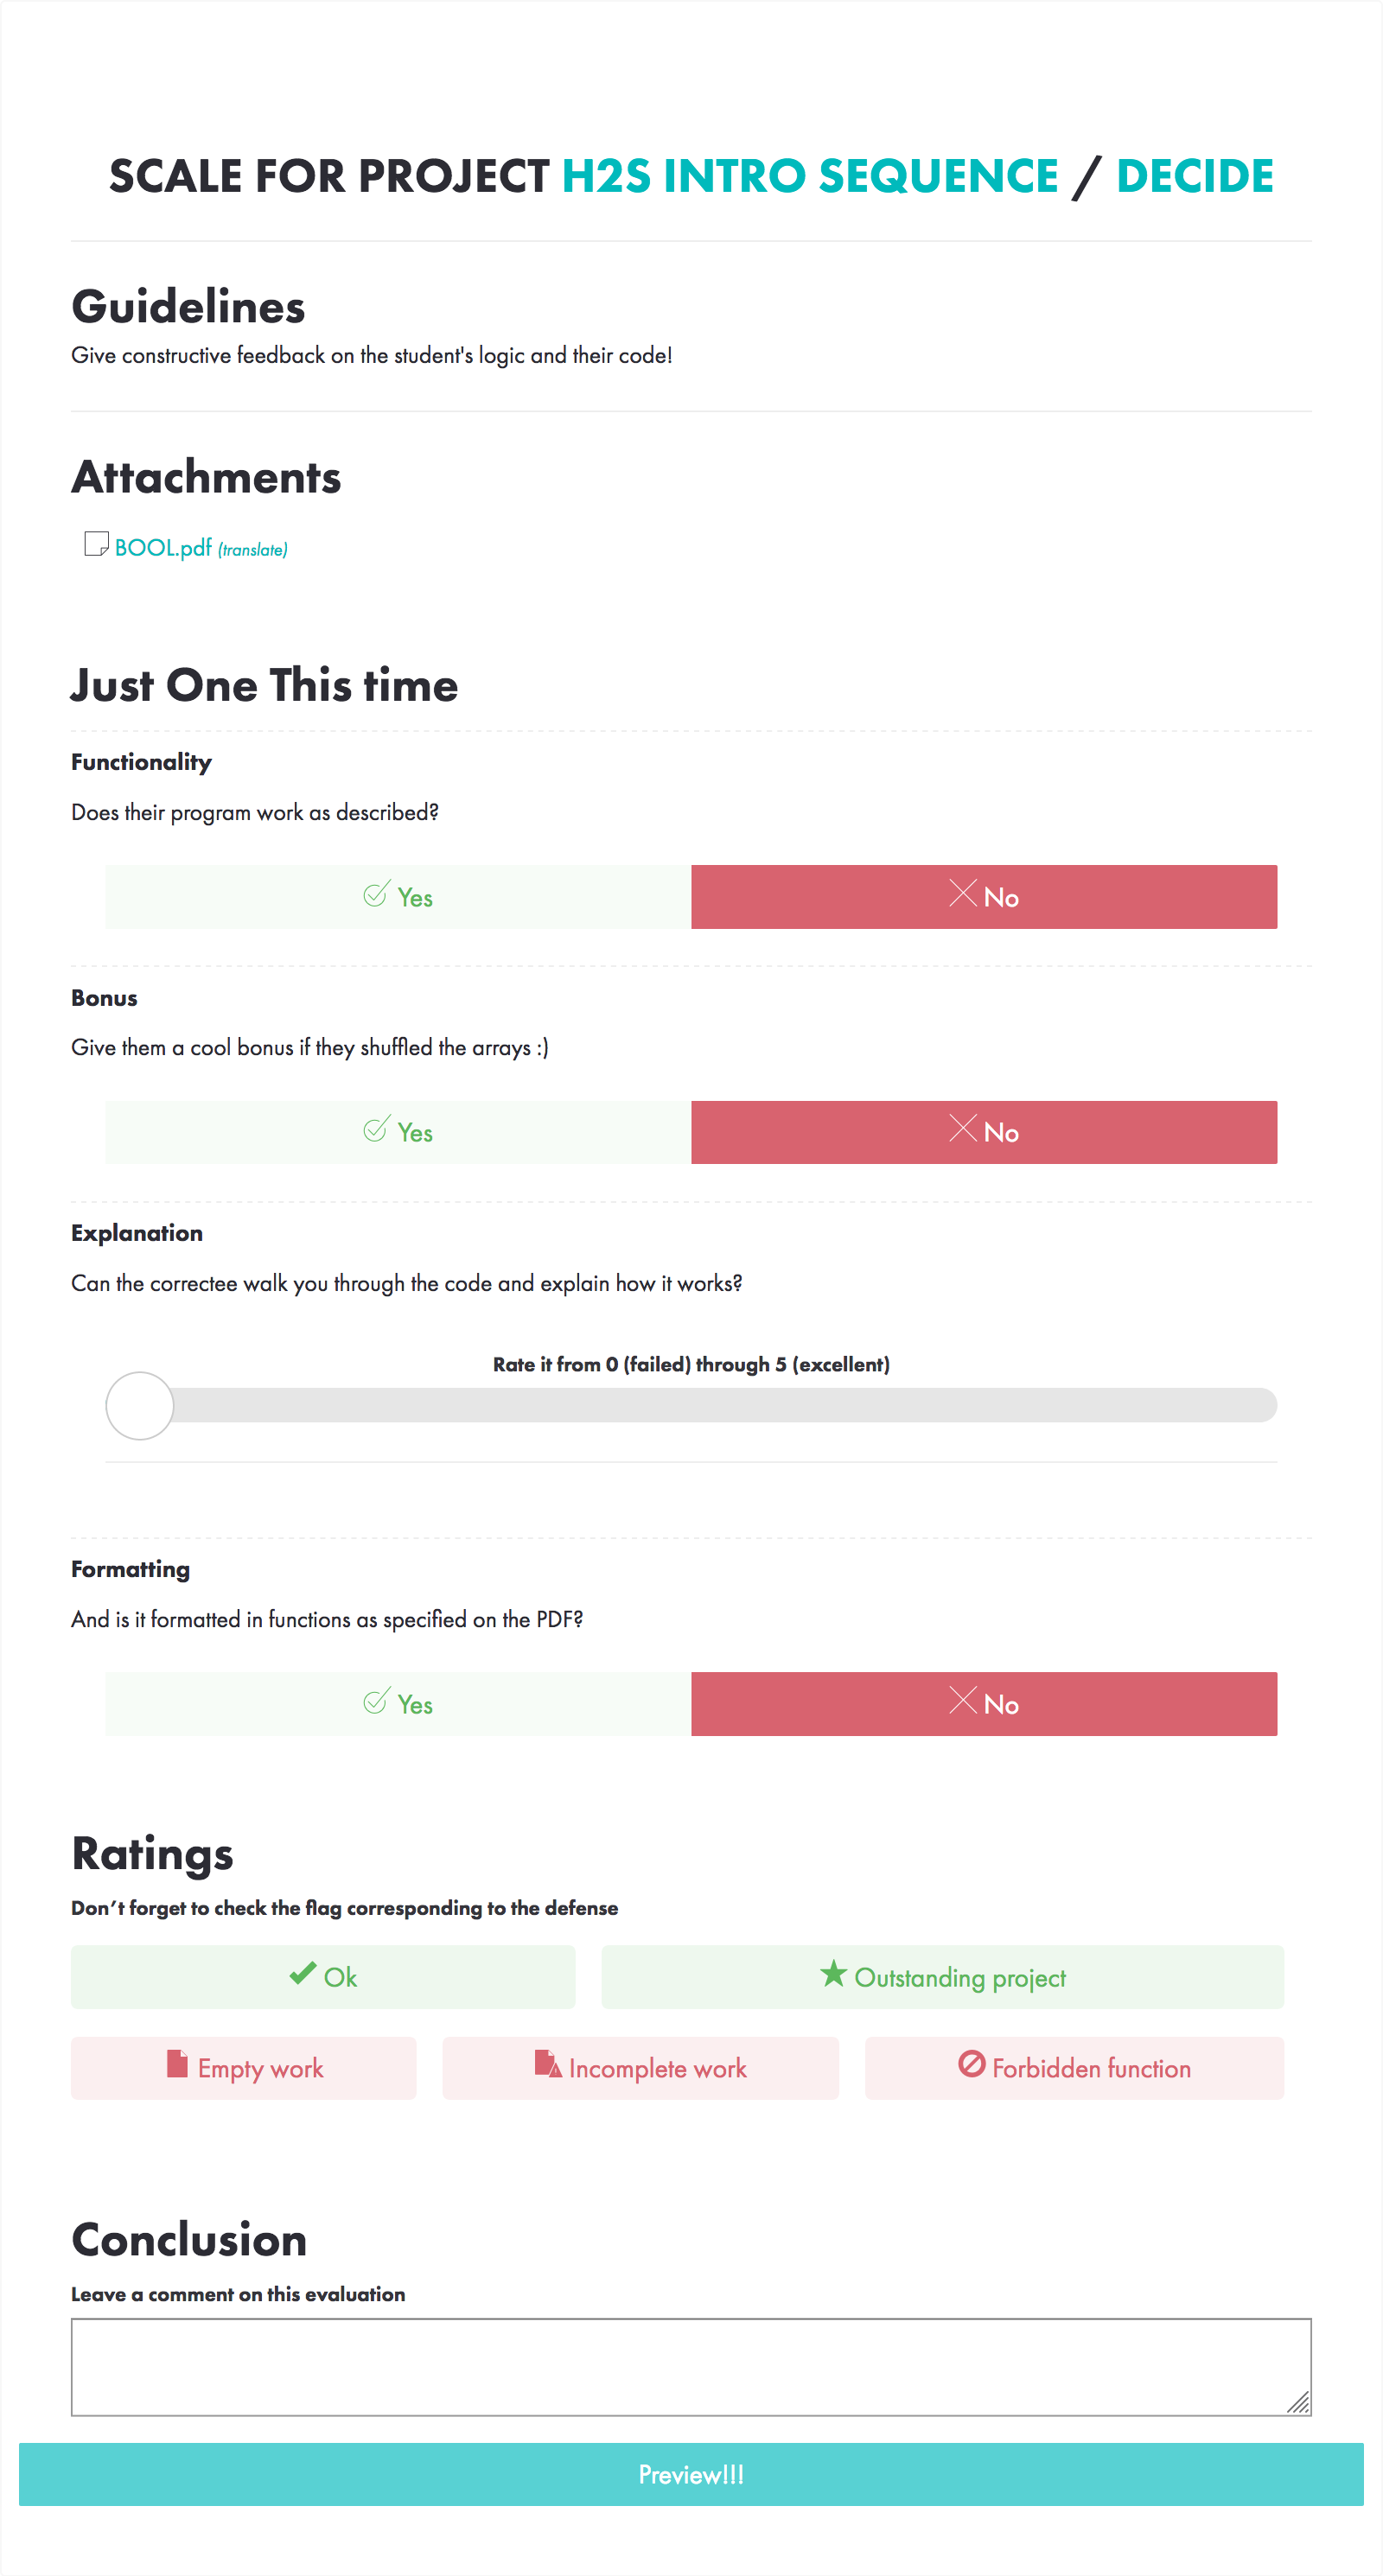 SCALE FOR PROJECT H2S INTRO SEQUENCE / DECIDE
Guidelines
Give constructive feedback on the student's logic and their code!
Attachments
BOOL.pdf (translate)
Just One This time
Functionality
Does their program work as described?
Yes No
Bonus
Give them a cool bonus if they shuffled the arrays :)
Yes No
Explanation
Can the correctee walk you through the code and explain how it works?
Rate it from 0 (failed) through 5 (excellent)
Formatting
And is it formatted in functions as specified on the PDF?
Yes No
Ratings
Don’t forget to check the flag corresponding to the defense
Ok Outstanding project
Empty work Incomplete work Forbidden function
Conclusion
Leave a comment on this evaluation
Preview!!!